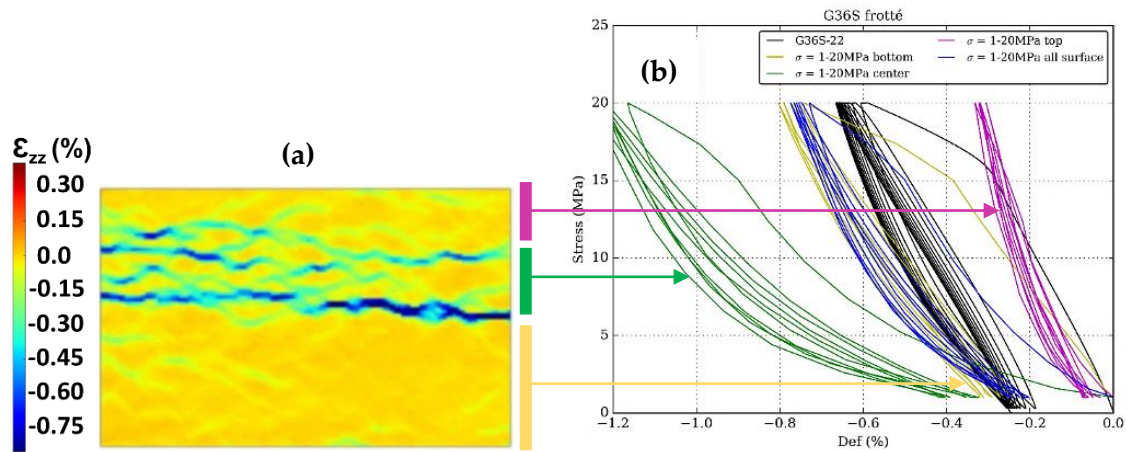 G36S frotté
(b)
G36S-22
σ = 1-20MPa bottom
σ = 1-20MPa center
σ = 1-20MPa top
σ = 1-20MPa all surface
25
20
15
10
5
0
Stress (MPa)
−1.2 −1.0 −0.8 −0.6 −0.4 −0.2 0.0
Def (%)
(a)
Ɛzz (%)
0.30
0.15
0.0
-0.15
-0.30
-0.45
-0.60
-0.75